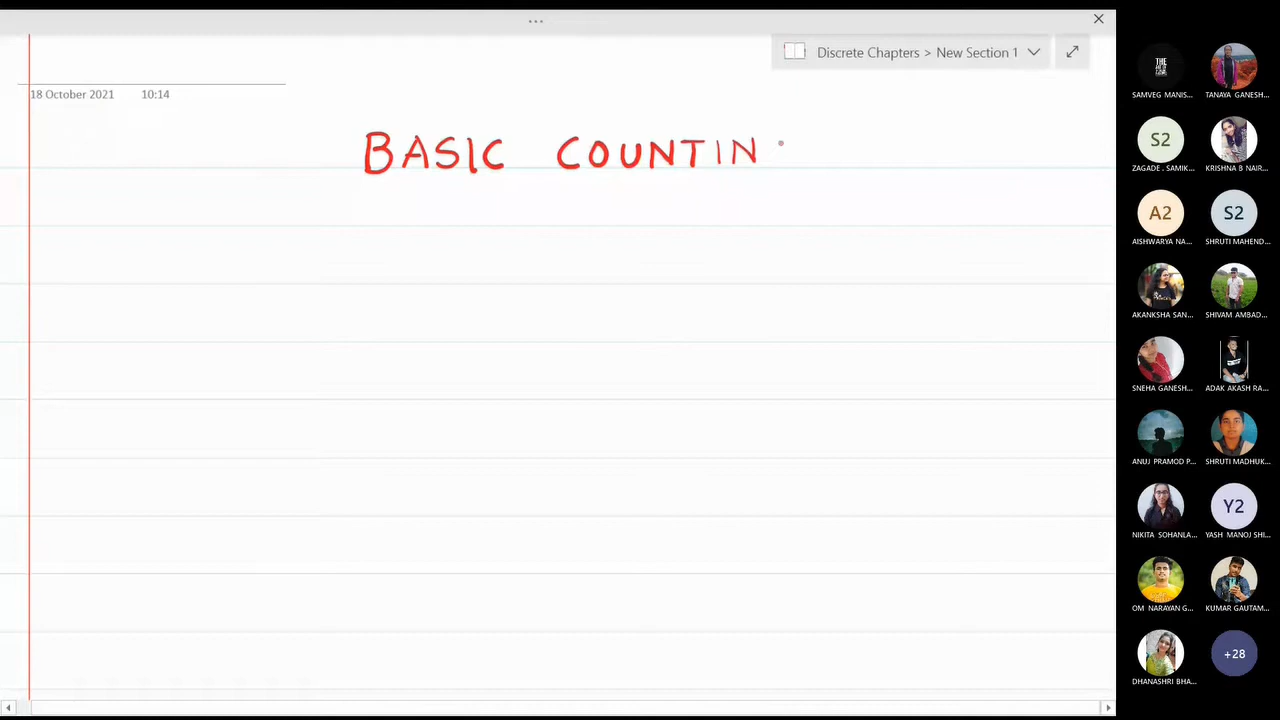 Discrete Chapters > New Section 1
18 October 2021 10:14
BASIC COUNTIN
SAMVEG MANIS... TANAYA GANESH...
S2
ZAGADE . SAMIK... KRISHNA B NAIR...
A2 S2
AISHWARYA NA... SHRUTI MAHEND...
AKANKSHA SAN... SHIVAM AMBAD...
SNEHA GANESH... ADAK AKASH RA...
ANUJ PRAMOD P... SHRUTI MADHUK...
Y2
NIKITA SOHANLA... YASH MANOJ SHI...
OM NARAYAN G... KUMAR GAUTAM...
+28
DHANASHRI BHA...